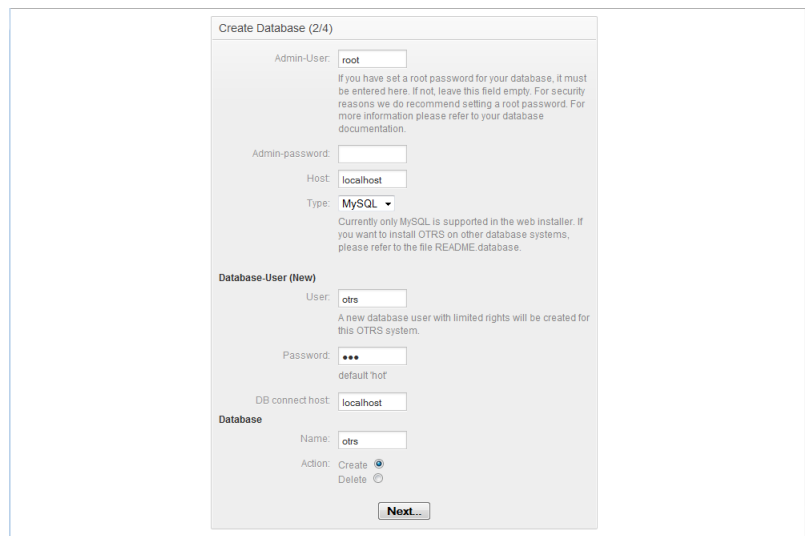 Create Database (2/4)
Admin-User: root
If you have set a root password for your database, it must
be entered here. If not, leave this field empty. For security
reasons we do recommend setting a root password. For
more information please refer to your database
documentation.
Admin-password:
Host: localhost
Type: MySQL
Currently only MySQL is supported in the web installer. If
you want to install OTRS on other database systems,
please refer to the file README.database.
Database-User (New)
User: otrs
A new database user with limited rights will be created for
this OTRS system.
Password: •••
default 'hot'
DB connect host: localhost
Database
Name: otrs
Action: Create
Delete
Next...